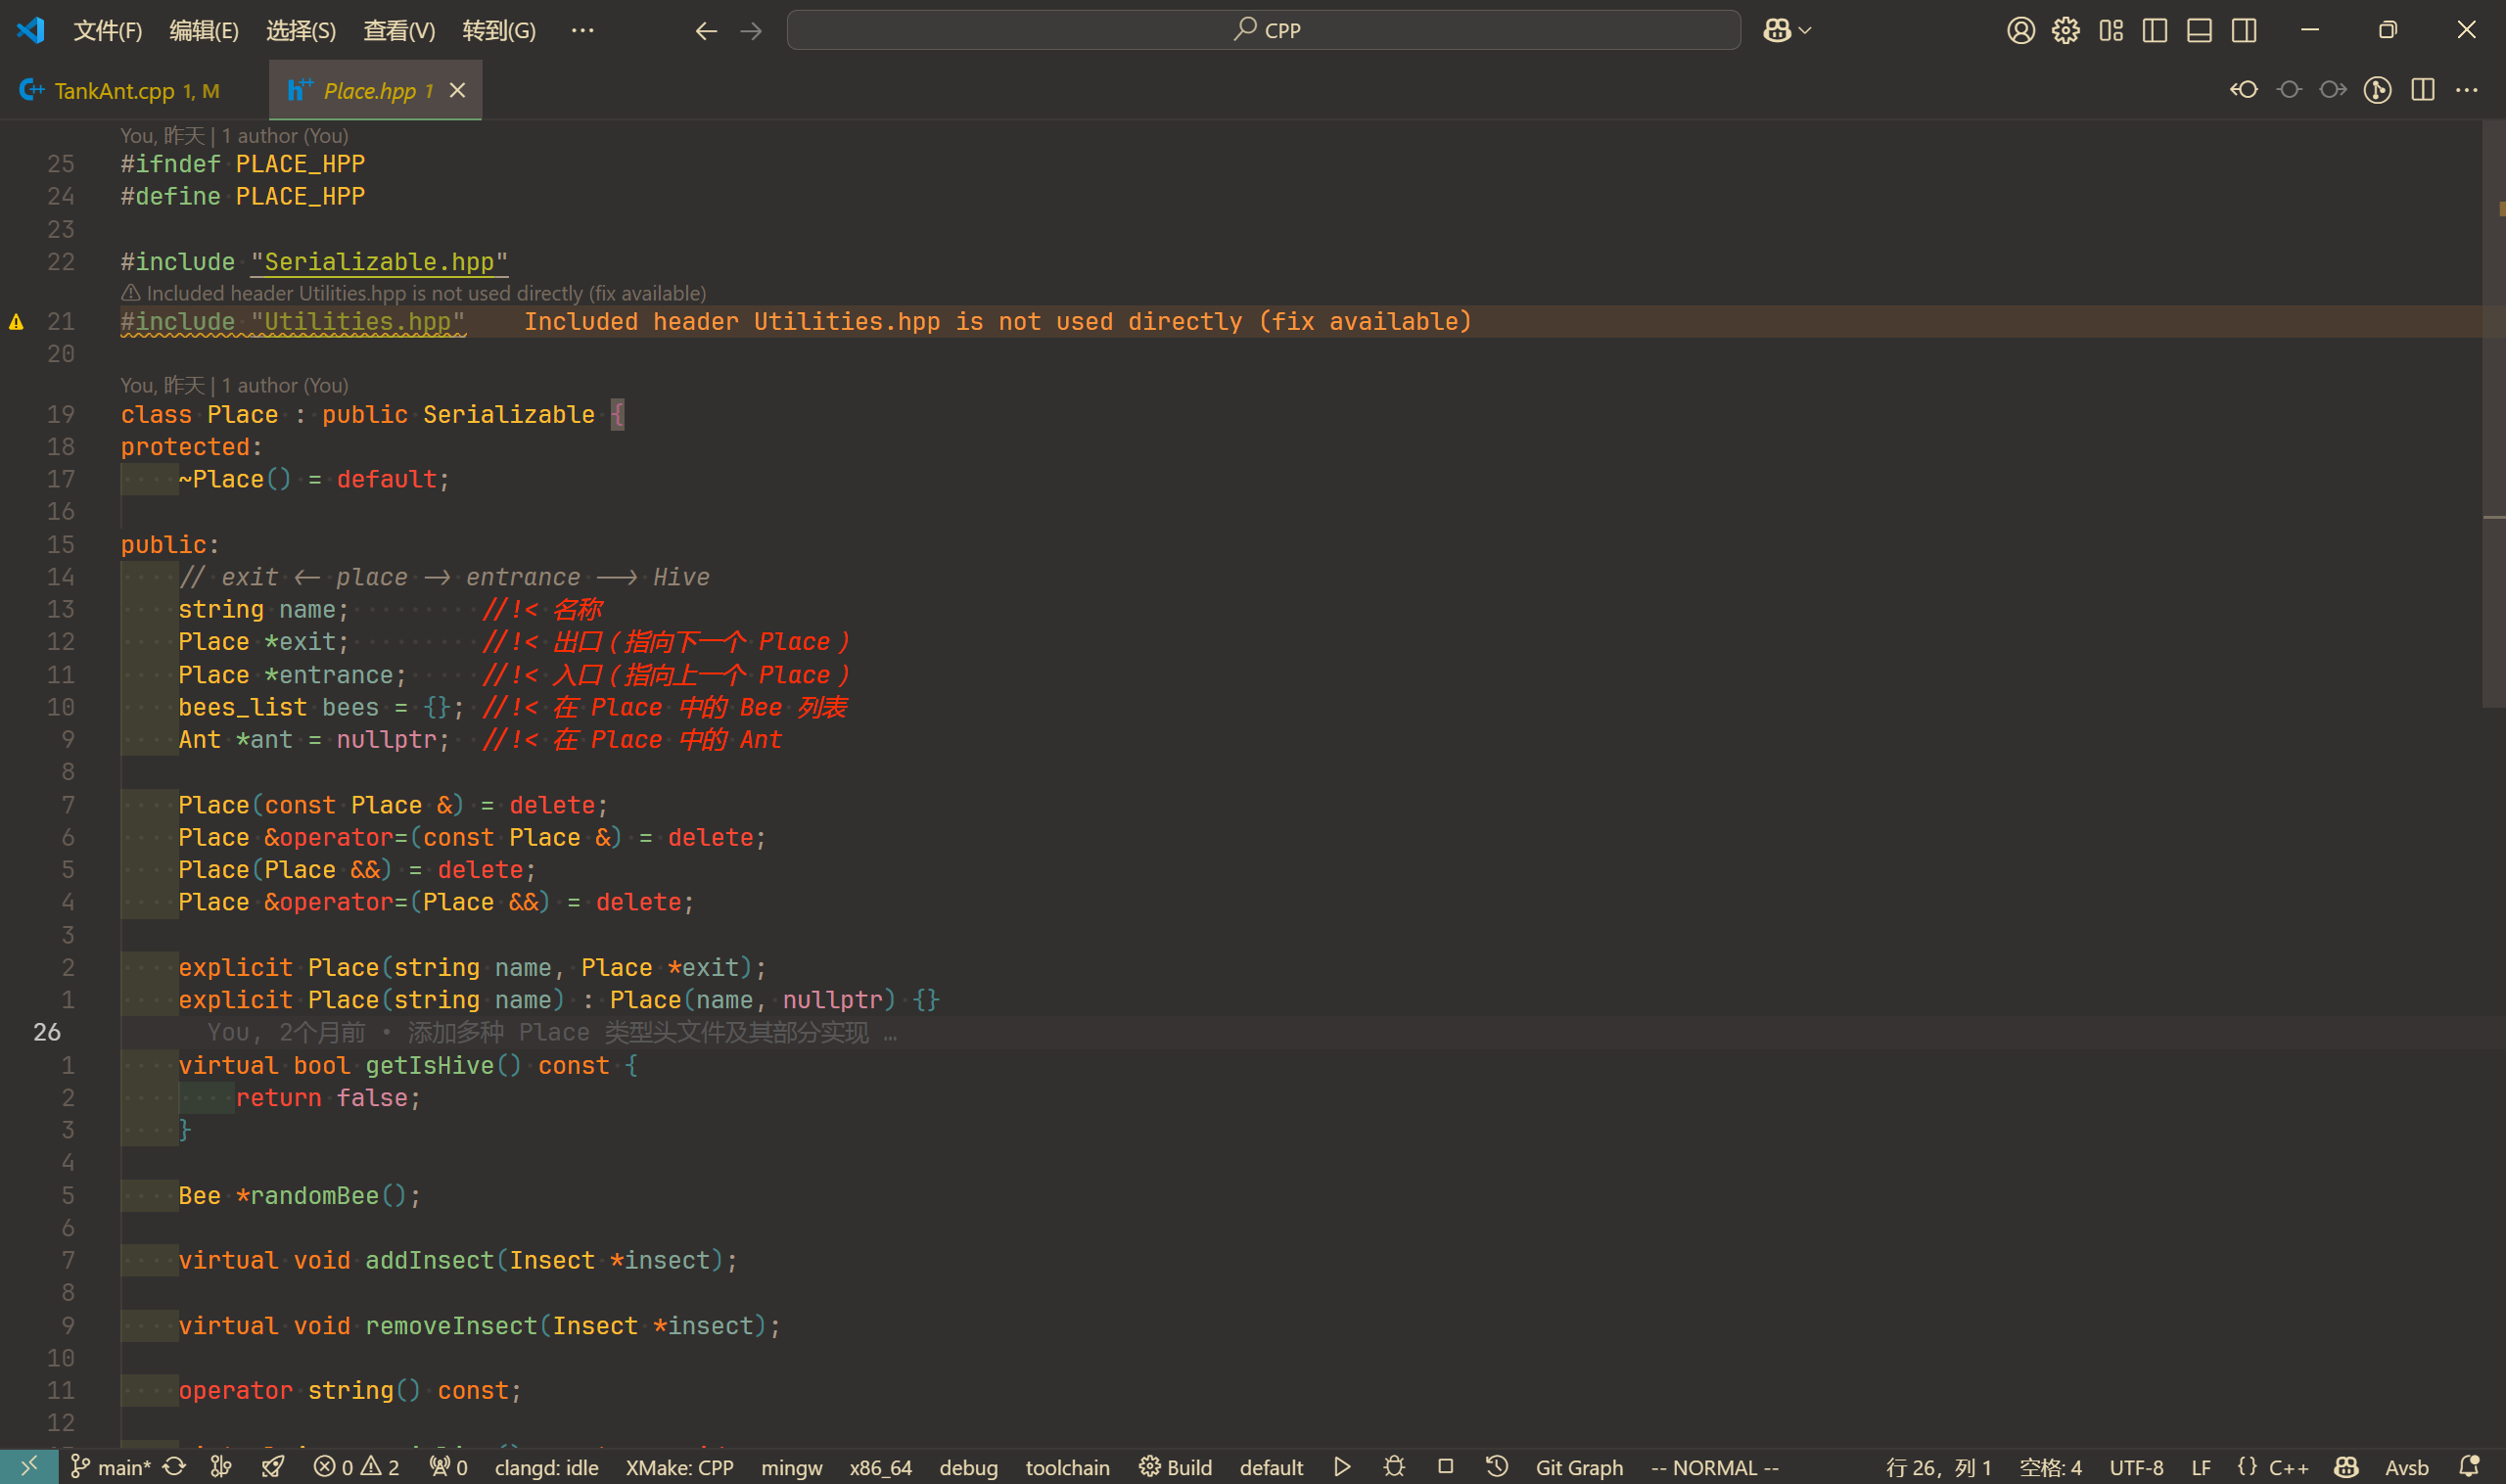 文件(F) 编辑(E) 选择(S) 查看(V) 转到(G) ··· CPP
TankAnt.cpp 1, M Place.hpp 1
You, 昨天 | 1 author (You)
25 #ifndef PLACE_HPP
24 #define PLACE_HPP
23
22 #include "Serializable.hpp"
Included header Utilities.hpp is not used directly (fix available)
21 #include "Utilities.hpp" Included header Utilities.hpp is not used directly (fix available)
20
You, 昨天 | 1 author (You)
19 class Place : public Serializable {
18 protected:
17 ~Place() = default;
16
15 public:
14 // exit <- place -> entrance --> Hive
13 string name; //!< 名称
12 Place *exit; //!< 出口（指向下一个 Place）
11 Place *entrance; //!< 入口（指向上一个 Place）
10 bees_list bees = {}; //!< 在 Place 中的 Bee 列表
9 Ant *ant = nullptr; //!< 在 Place 中的 Ant
8
7 Place(const Place &) = delete;
6 Place &operator=(const Place &) = delete;
5 Place(Place &&) = delete;
4 Place &operator=(Place &&) = delete;
3
2 explicit Place(string name, Place *exit);
1 explicit Place(string name) : Place(name, nullptr) {}
26 You, 2个月前 • 添加多种 Place 类型头文件及其部分实现 …
1 virtual bool getIsHive() const {
2 return false;
3 }
4
5 Bee *randomBee();
6
7 virtual void addInsect(Insect *insect);
8
9 virtual void removeInsect(Insect *insect);
10
11 operator string() const;
12
main* 0 2 0 clangd: idle XMake: CPP mingw x86_64 debug toolchain Build default Git Graph -- NORMAL -- 行 26，列 1 空格: 4 UTF-8 LF {} C++ Avsb